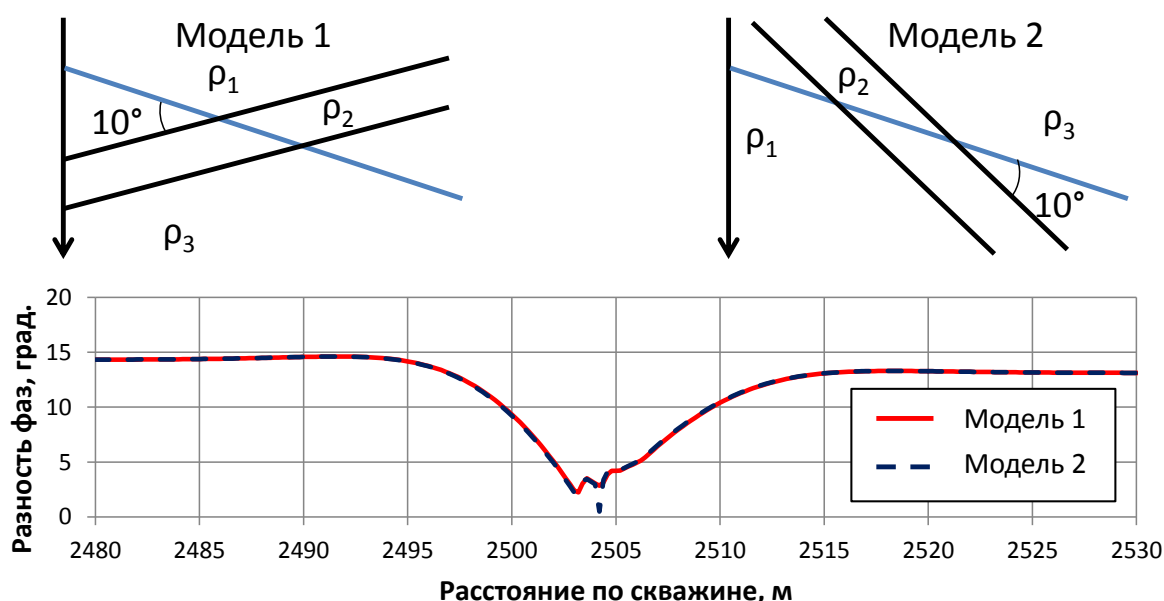 Модель 1
Модель 2
ρ₁
ρ₂
10°
ρ₃
ρ₂
ρ₃
ρ₁
10°
Разность фаз, град.
20
15
10
5
0
Модель 1
Модель 2
2480 2485 2490 2495 2500 2505 2510 2515 2520 2525 2530
Расстояние по скважине, м